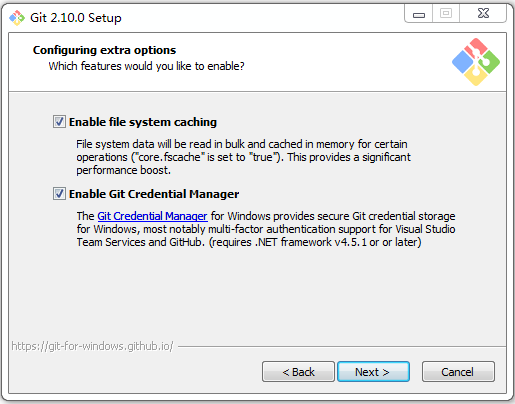 Git 2.10.0 Setup
Configuring extra options
Which features would you like to enable?
Enable file system caching
File system data will be read in bulk and cached in memory for certain
operations ("core.fscache" is set to "true"). This provides a significant
performance boost.
Enable Git Credential Manager
The Git Credential Manager for Windows provides secure Git credential storage
for Windows, most notably multi-factor authentication support for Visual Studio
Team Services and GitHub. (requires .NET framework v4.5.1 or or later)
https://git-for-windows.github.io/
< Back Next > Cancel